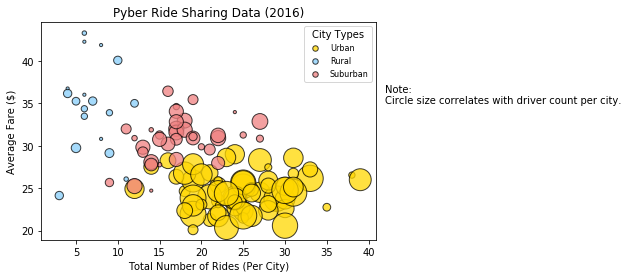 Pyber Ride Sharing Data (2016)
City Types
Urban
Rural
Suburban
Note:
Circle size correlates with driver count per city.
Average Fare ($)
40
35
30
25
20
5
10
15
20
25
30
35
40
Total Number of Rides (Per City)